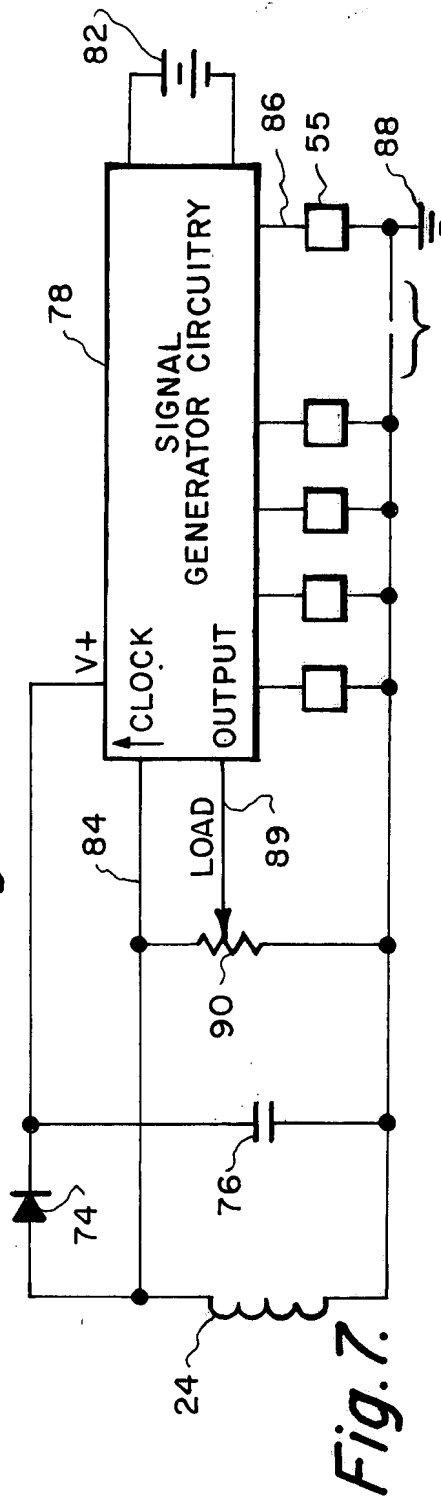 82
78
V+
CLOCK
SIGNAL
GENERATOR CIRCUITRY
OUTPUT
84
LOAD
89
90
86
55
88
74
76
24
Fig. 7.